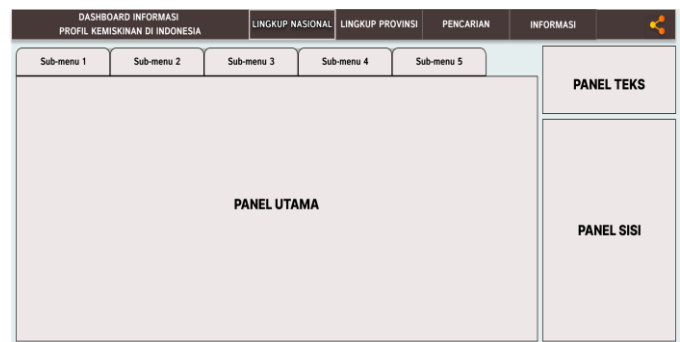 DASHBOARD INFORMASI
PROFIL KEMISKINAN DI INDONESIA
LINGKUP NASIONAL
LINGKUP PROVINSI
PENCARIAN
INFORMASI
Sub-menu 1
Sub-menu 2
Sub-menu 3
Sub-menu 4
Sub-menu 5
PANEL TEKS
PANEL UTAMA
PANEL SISI